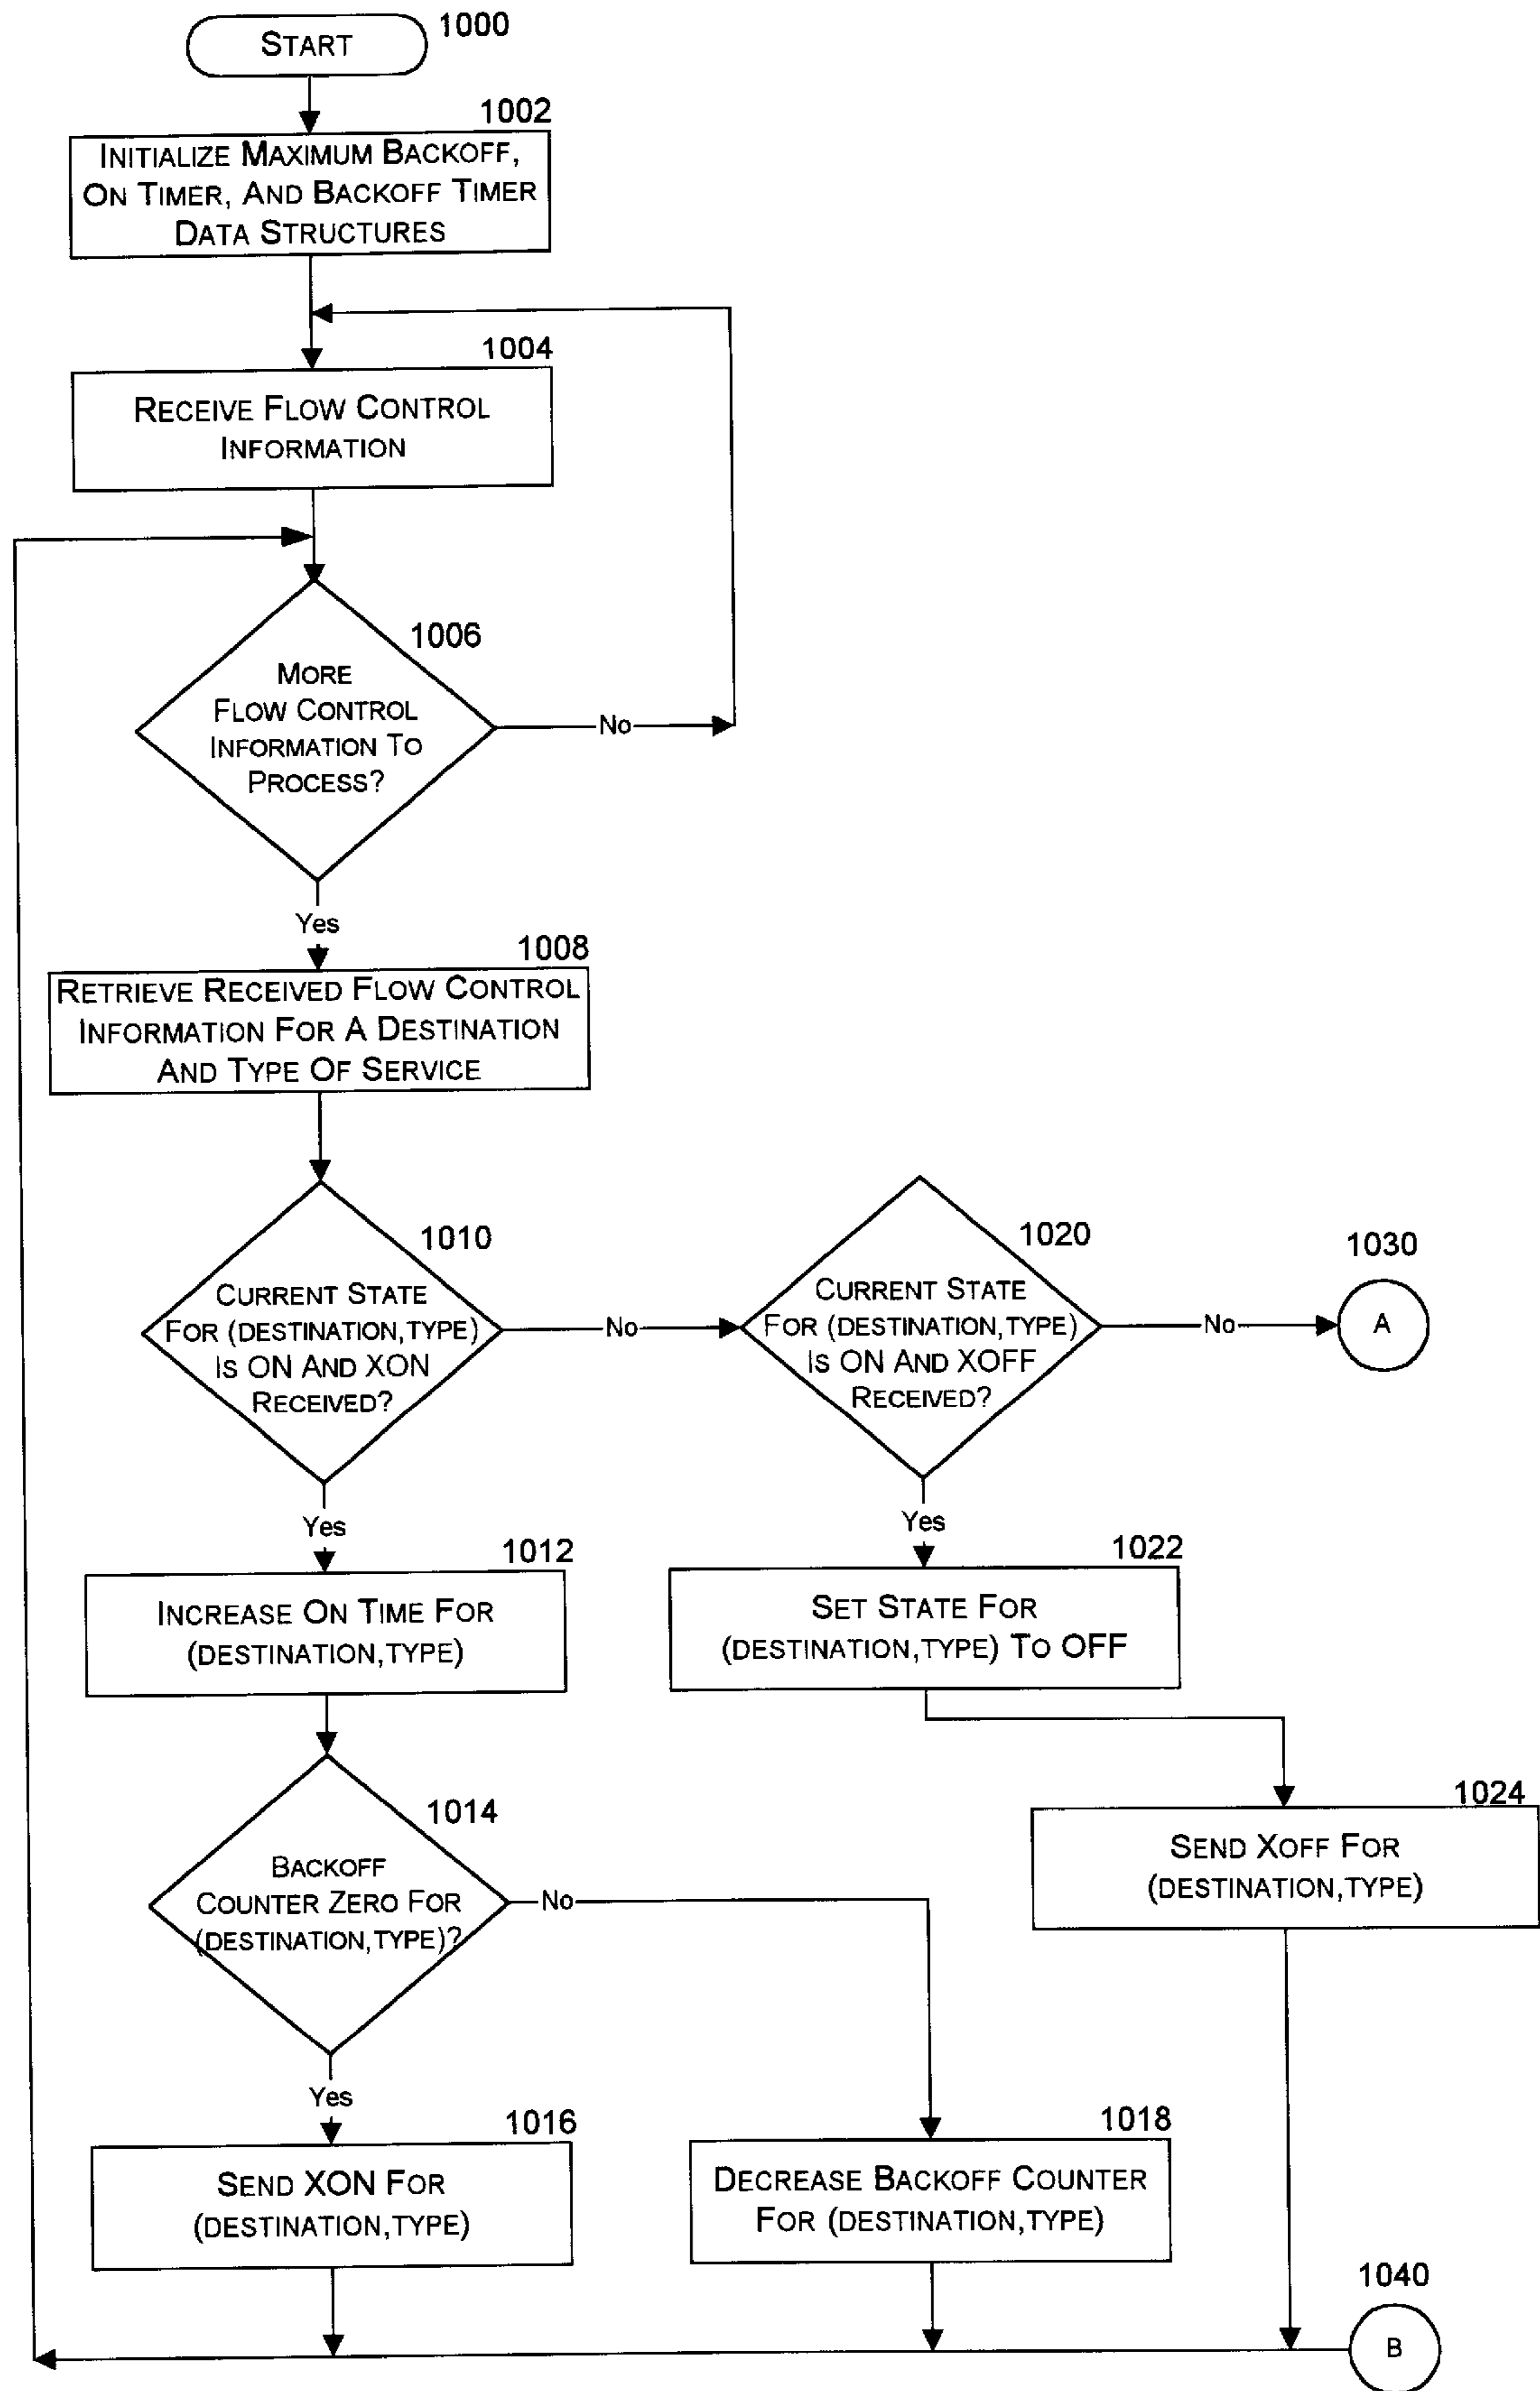 START
1000
1002
INITIALIZE MAXIMUM BACKOFF,
ON TIMER, AND BACKOFF TIMER
DATA STRUCTURES
1004
RECEIVE FLOW CONTROL
INFORMATION
1006
MORE
FLOW CONTROL
INFORMATION TO
PROCESS?
No
Yes
1008
RETRIEVE RECEIVED FLOW CONTROL
INFORMATION FOR A DESTINATION
AND TYPE OF SERVICE
1010
CURRENT STATE
FOR (DESTINATION,TYPE)
IS ON AND XON
RECEIVED?
No
1020
CURRENT STATE
FOR (DESTINATION,TYPE)
IS ON AND XOFF
RECEIVED?
No
1030
A
Yes
1012
INCREASE ON TIME FOR
(DESTINATION,TYPE)
Yes
1022
SET STATE FOR
(DESTINATION,TYPE) TO OFF
1024
SEND XOFF FOR
(DESTINATION,TYPE)
1014
BACKOFF
COUNTER ZERO FOR
(DESTINATION,TYPE)?
No
Yes
1016
SEND XON FOR
(DESTINATION,TYPE)
1018
DECREASE BACKOFF COUNTER
FOR (DESTINATION,TYPE)
1040
B